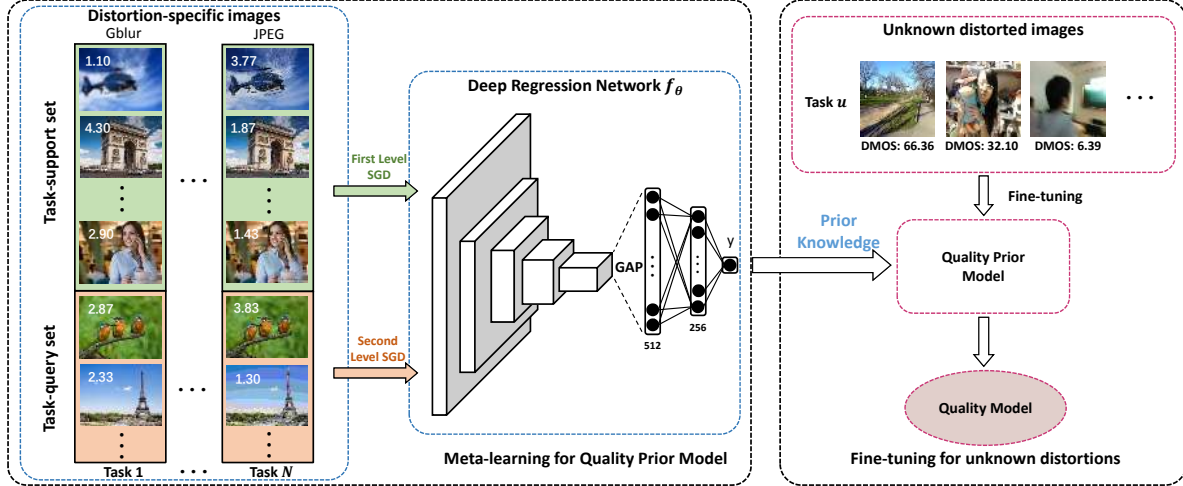 Distortion-specific images
Gblur
JPEG
Task-support set
1.10
3.77
4.30
1.87
2.90
1.43
Task-query set
2.87
3.83
2.33
1.30
Task 1
Task N
First Level
SGD
Second
Level SGD
Deep Regression Network fθ
GAP
512
256
y
Meta-learning for Quality Prior Model
Prior
Knowledge
Unknown distorted images
Task u
DMOS: 66.36
DMOS: 32.10
DMOS: 6.39
Fine-tuning
Quality Prior
Model
Quality Model
Fine-tuning for unknown distortions